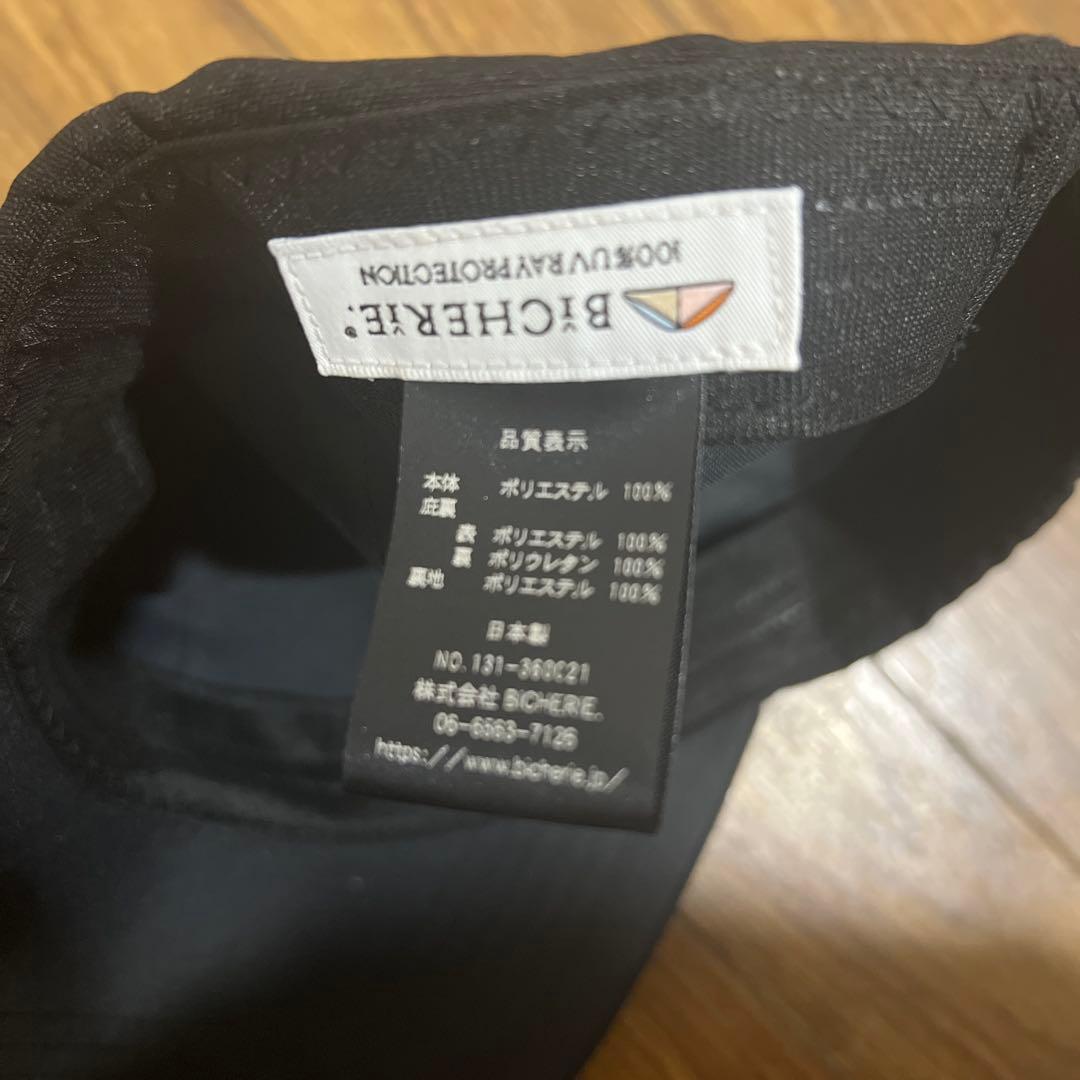 BiCHERiE.®
100% UV RAY PROTECTION
品質表示
本体 ポリエステル 100%
庇裏
表 ポリエステル 100%
裏 ポリウレタン 100%
裏地 ポリエステル 100%
日本製
NO.131-360C21
株式会社 BICHERIE.
06-6563-7126
https://www.bicherie.jp/